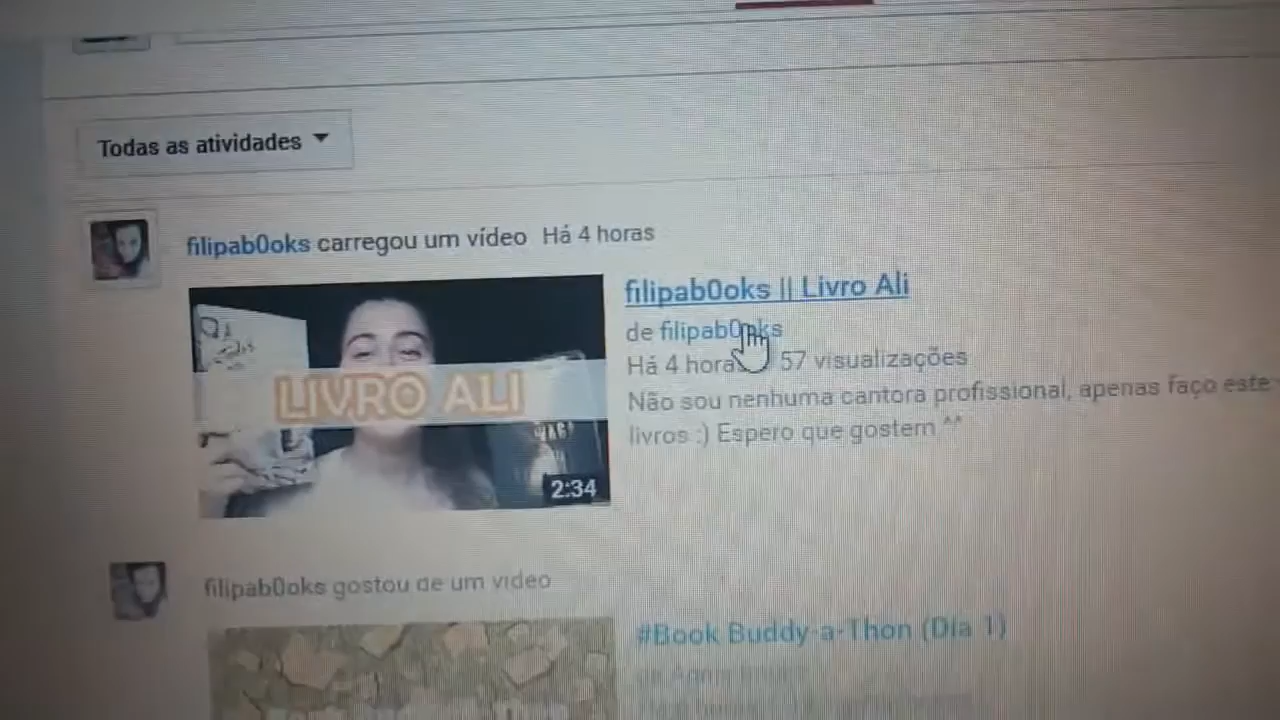 Todas as atividades
filipab0oks carregou um vídeo Há 4 horas
filipab0oks || Livro Ali
de filipab0oks
Há 4 horas 57 visualizações
Não sou nenhuma cantora profissional, apenas faço este
livros :) Espero que gostem ^^
LIVRO ALI
2:34
filipab0oks gostou de um vídeo
#Book Buddy-a-Thon (Dia 1)